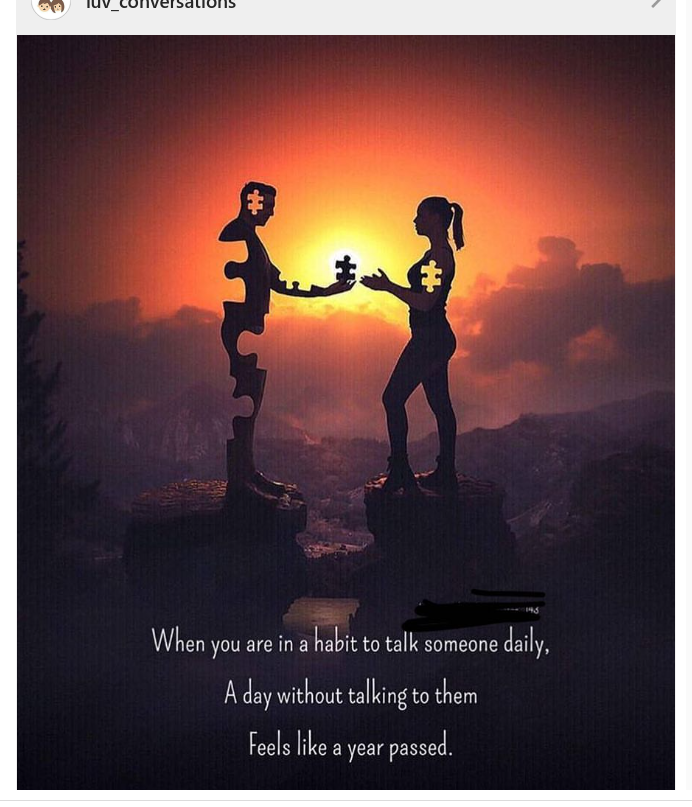 luv_conversations
When you are in a habit to talk someone daily,
A day without talking to them
Feels like a year passed.